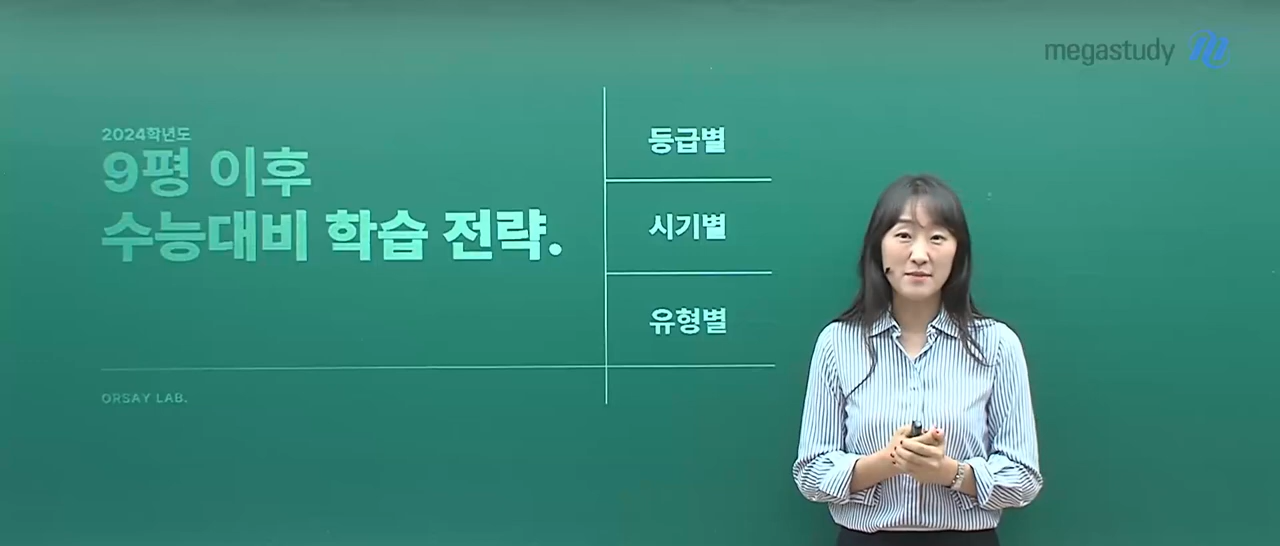 megastudy
2024학년도
9평 이후
수능대비 학습 전략.
등급별
시기별
유형별
ORSAY LAB.